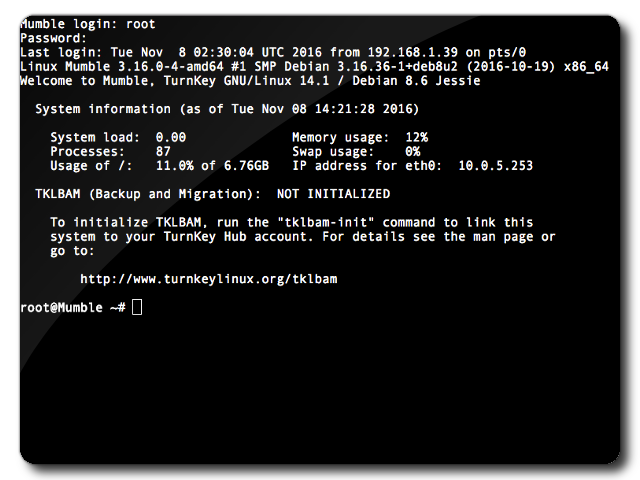 Mumble login: root
Password:
Last login: Tue Nov  8 02:30:04 UTC 2016 from 192.168.1.39 on pts/0
Linux Mumble 3.16.0-4-amd64 #1 SMP Debian 3.16.36-1+deb8u2 (2016-10-19) x86_64
Welcome to Mumble, TurnKey GNU/Linux 14.1 / Debian 8.6 Jessie
System information (as of Tue Nov 08 14:21:28 2016)
System load:  0.00              Memory usage:  12%
Processes:    87                Swap usage:    0%
Usage of /:   11.0% of 6.76GB   IP address for eth0:  10.0.5.253
TKLBAM (Backup and Migration):  NOT INITIALIZED
To initialize TKLBAM, run the "tklbam-init" command to link this
system to your TurnKey Hub account. For details see the man page or
go to:
http://www.turnkeylinux.org/tklbam
root@Mumble ~#